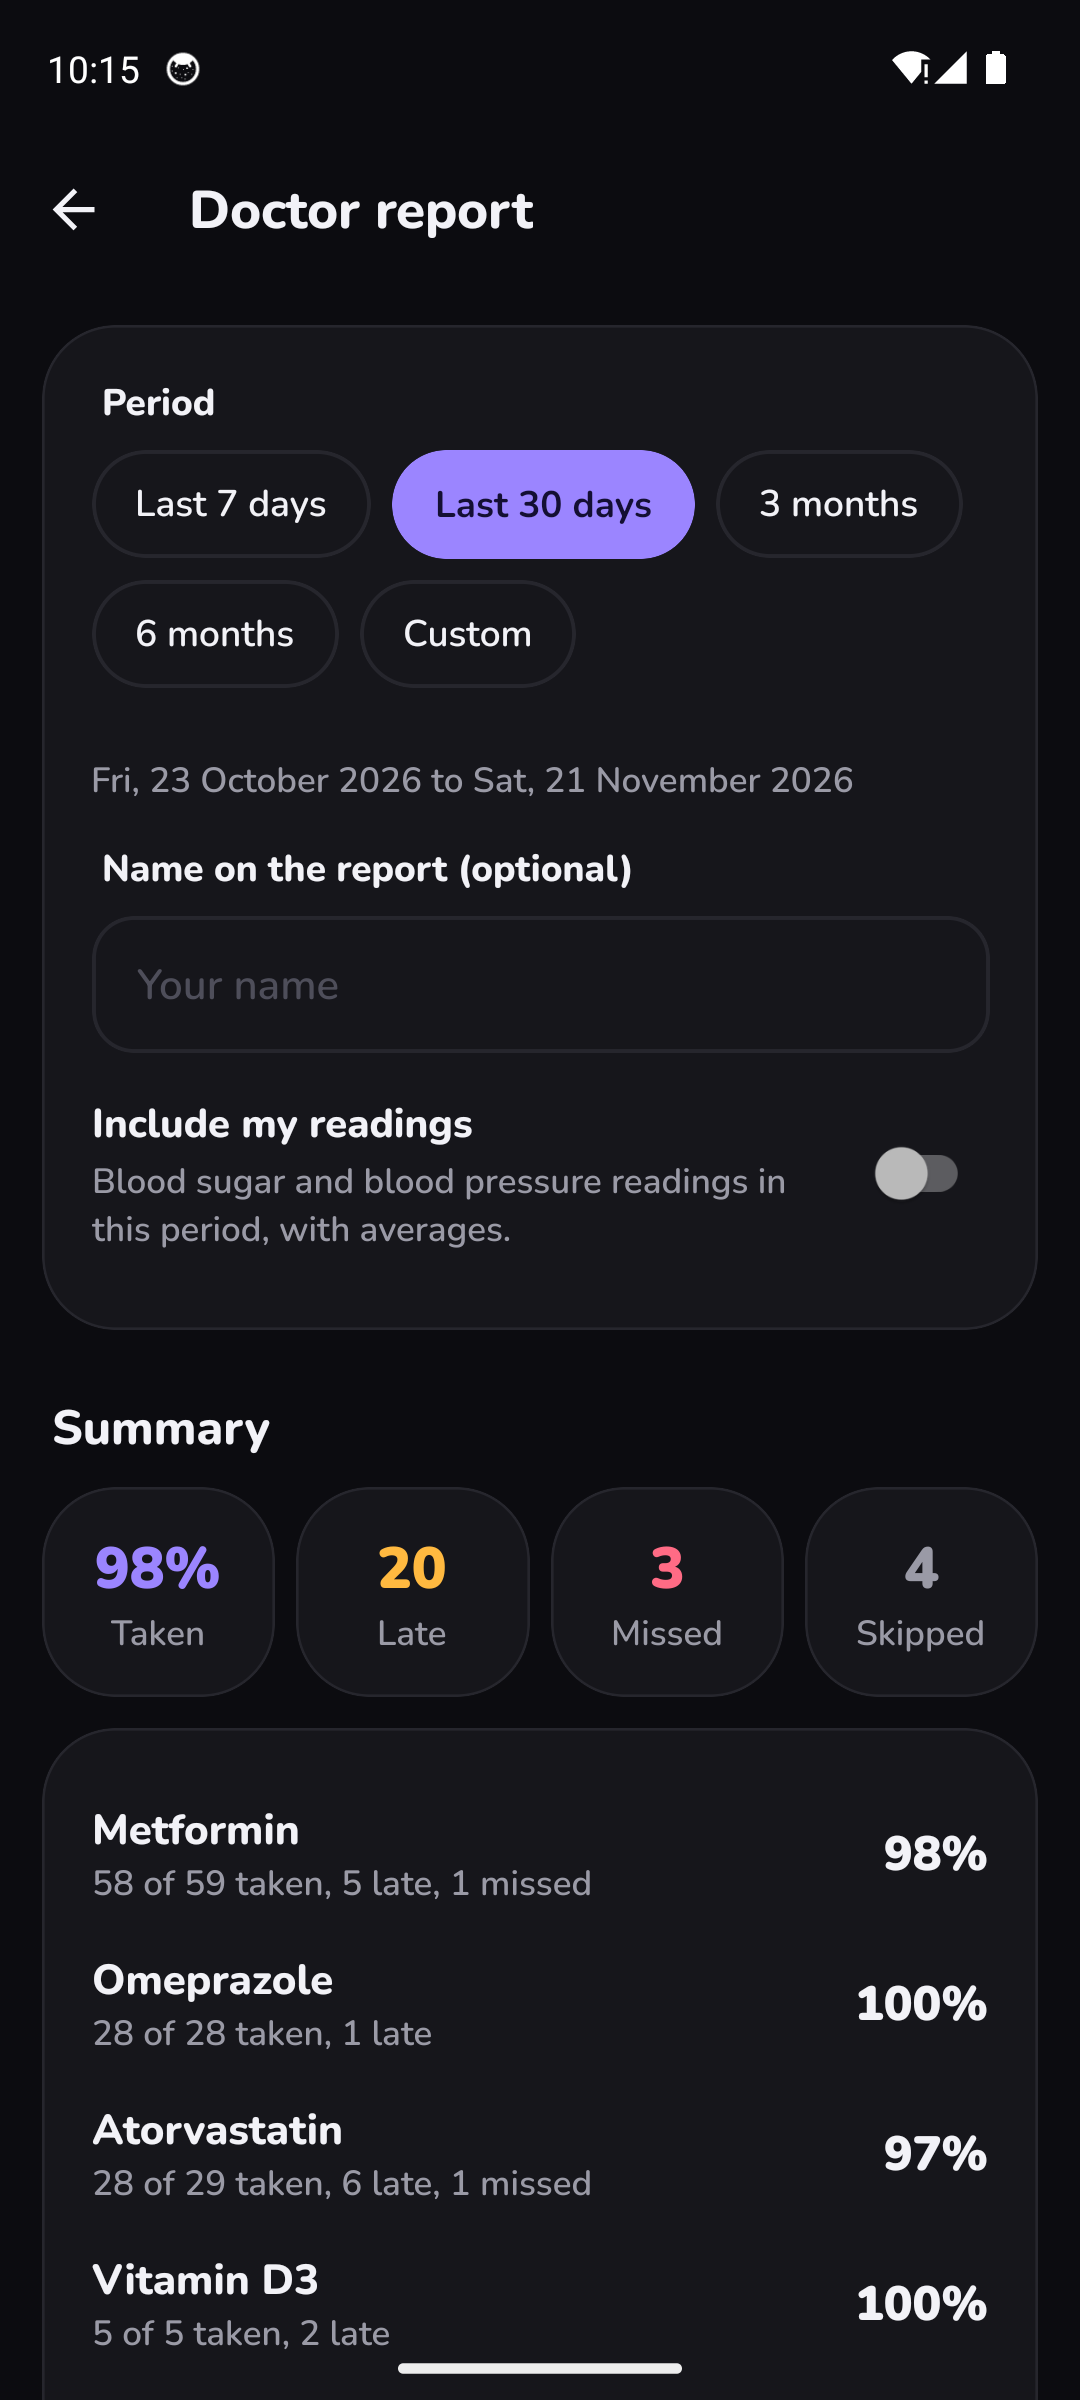 10:15
Doctor report
Period
Last 7 days
Last 30 days
3 months
6 months
Custom
Fri, 23 October 2026 to Sat, 21 November 2026
Name on the report (optional)
Your name
Include my readings
Blood sugar and blood pressure readings in
this period, with averages.
Summary
98%
Taken
20
Late
3
Missed
4
Skipped
Metformin
58 of 59 taken, 5 late, 1 missed
98%
Omeprazole
28 of 28 taken, 1 late
100%
Atorvastatin
28 of 29 taken, 6 late, 1 missed
97%
Vitamin D3
5 of 5 taken, 2 late
100%